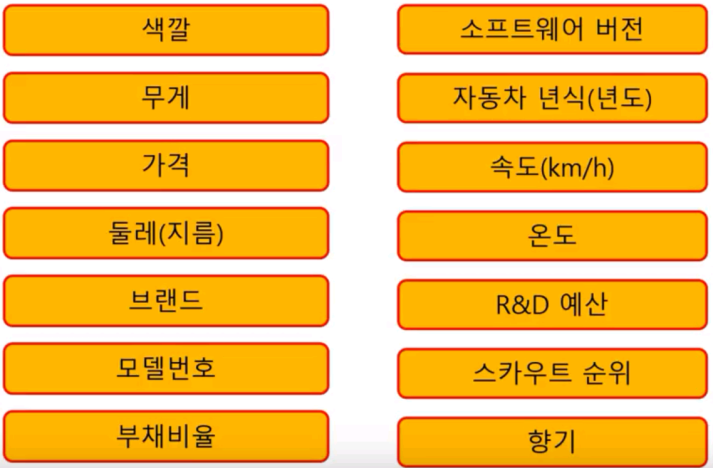 색깔
무게
가격
둘레(지름)
브랜드
모델번호
부채비율
소프트웨어 버전
자동차 년식(년도)
속도(km/h)
온도
R&D 예산
스카우트 순위
향기